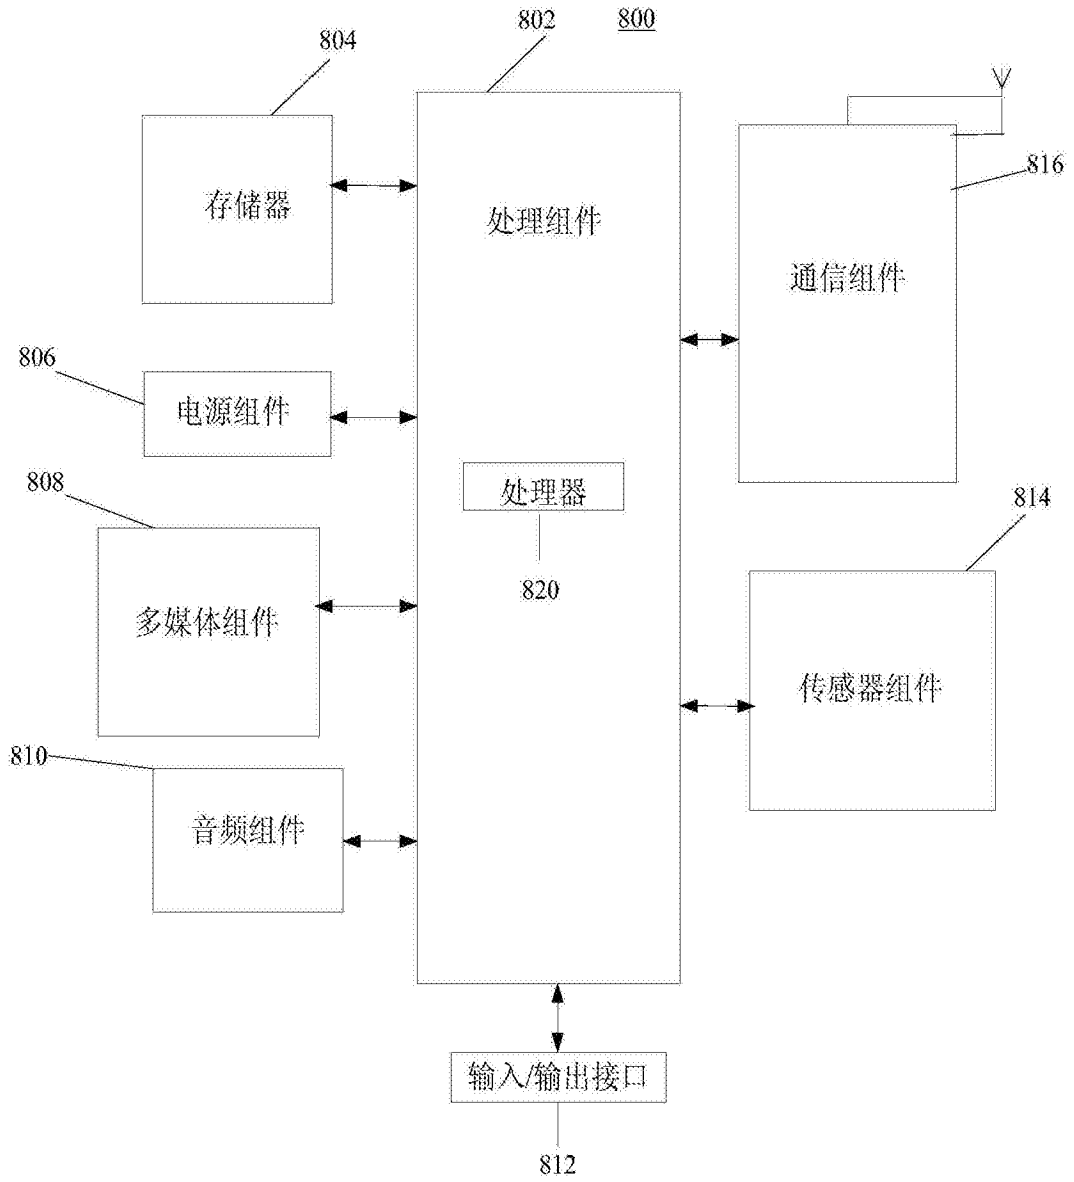 802
800
804
816
存储器
处理组件
通信组件
806
电源组件
808
处理器
814
820
多媒体组件
传感器组件
810
音频组件
输入/输出接口
812